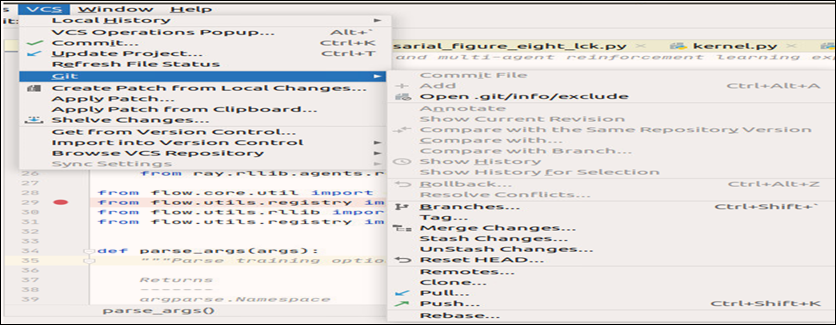 VCS Window Help
Local History
VCS Operations Popup... Alt+`
Commit... Ctrl+K
Update Project... Ctrl+T
Refresh File Status
Git
Create Patch from Local Changes...
Apply Patch...
Apply Patch from Clipboard...
Shelve Changes...
Get from Version Control...
Import into Version Control
Browse VCS Repository
Sync Settings
sarial_figure_eight_lck.py kernel.py
and multi-agent reinforcement learning exp
Commit File
Add Ctrl+Alt+A
Open .git/info/exclude
Annotate
Show Current Revision
Compare with the Same Repository Version
Compare with...
Compare with Branch...
Show History
Show History for Selection
Rollback... Ctrl+Alt+Z
Resolve Conflicts...
Branches... Ctrl+Shift+`
Tag...
Merge Changes...
Stash Changes...
UnStash Changes...
Reset HEAD...
Remotes...
Clone...
Pull...
Push... Ctrl+Shift+K
Rebase...
26 from ray.rllib.agents.r
27
28 from flow.core.util import
29 from flow.utils.registry im
30 from flow.utils.rllib impor
31 from flow.utils.registry im
32
33
34 def parse_args(args):
35 """Parse training optio
36
37 Returns
38 -------
39 argparse.Namespace
parse_args()